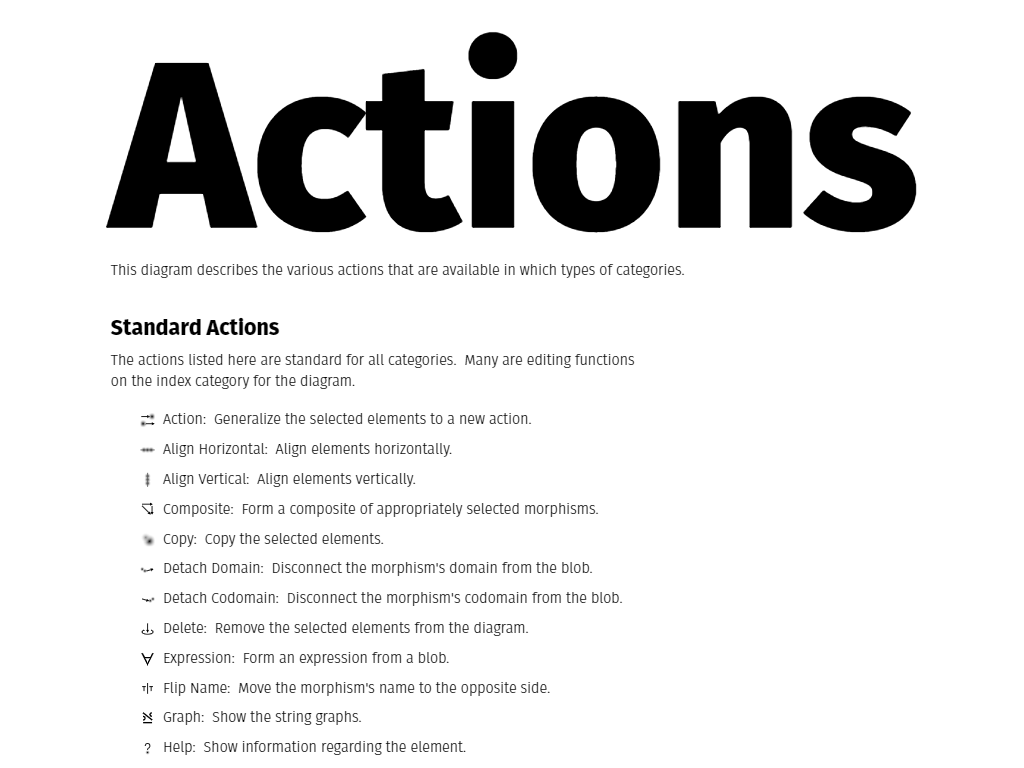 Actions
This diagram describes the various actions that are available in which types of categories.
Standard Actions
The actions listed here are standard for all categories.  Many are editing functions
on the index category for the diagram.
Action:  Generalize the selected elements to a new action.
Align Horizontal:  Align elements horizontally.
Align Vertical:  Align elements vertically.
Composite:  Form a composite of appropriately selected morphisms.
Copy:  Copy the selected elements.
Detach Domain:  Disconnect the morphism's domain from the blob.
Detach Codomain:  Disconnect the morphism's codomain from the blob.
Delete:  Remove the selected elements from the diagram.
Expression:  Form an expression from a blob.
Flip Name:  Move the morphism's name to the opposite side.
Graph:  Show the string graphs.
? Help:  Show information regarding the element.